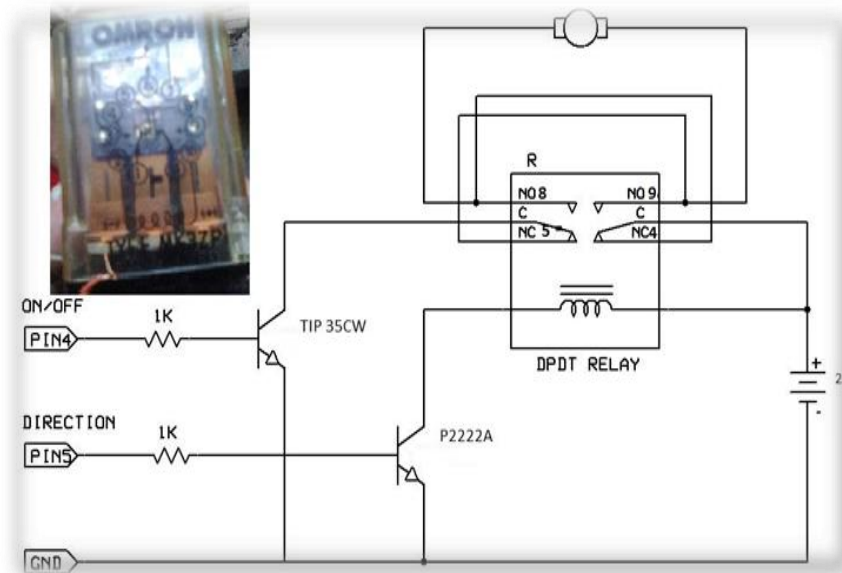 OMRON
R
NO 8
NO 9
C
C
NC 5
NC4
DPDT RELAY
ON/OFF
1K
TIP 35CW
PIN4
DIRECTION
1K
P2222A
PIN5
GND
+
2
-